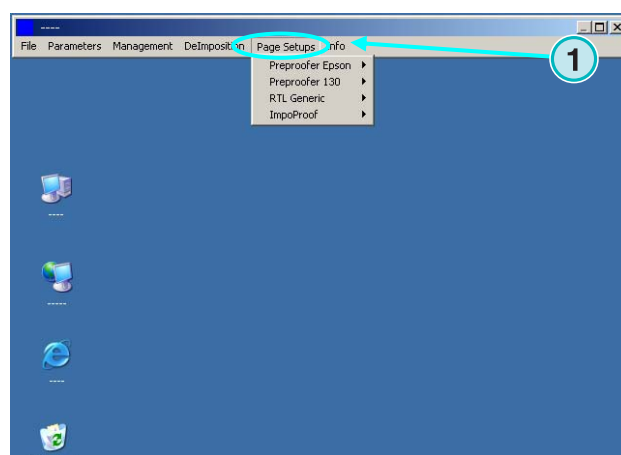 ----
File Parameters Management DeImposition Page Setups Info
1
Preproofer Epson
Preproofer 130
RTL Generic
ImpoProof
----
-----
----